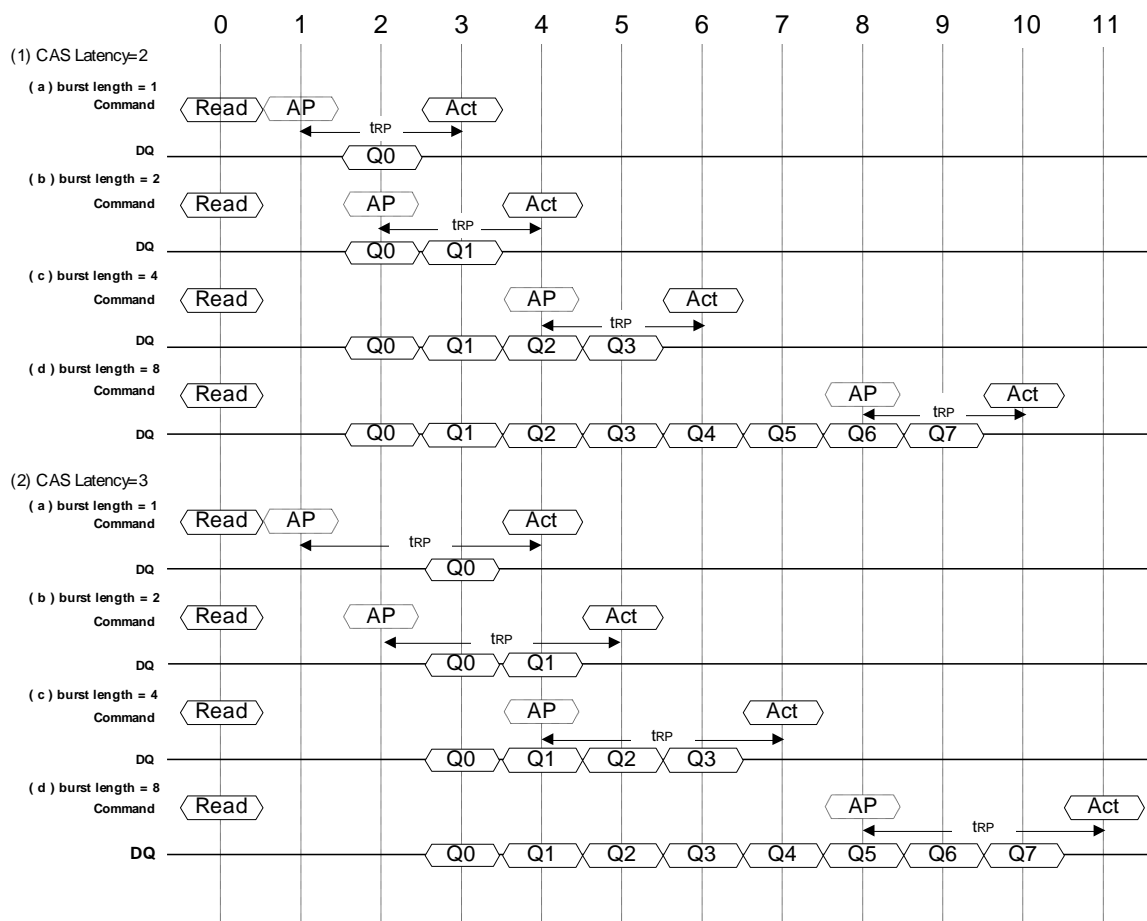 0 1 2 3 4 5 6 7 8 9 10 11
(1) CAS Latency=2
( a ) burst length = 1
Command Read AP Act
tRP
DQ Q0
( b ) burst length = 2
Command Read AP Act
tRP
DQ Q0 Q1
( c ) burst length = 4
Command Read AP Act
tRP
DQ Q0 Q1 Q2 Q3
( d ) burst length = 8
Command Read AP Act
tRP
DQ Q0 Q1 Q2 Q3 Q4 Q5 Q6 Q7
(2) CAS Latency=3
( a ) burst length = 1
Command Read AP Act
tRP
DQ Q0
( b ) burst length = 2
Command Read AP Act
tRP
DQ Q0 Q1
( c ) burst length = 4
Command Read AP Act
tRP
DQ Q0 Q1 Q2 Q3
( d ) burst length = 8
Command Read AP Act
tRP
DQ Q0 Q1 Q2 Q3 Q4 Q5 Q6 Q7